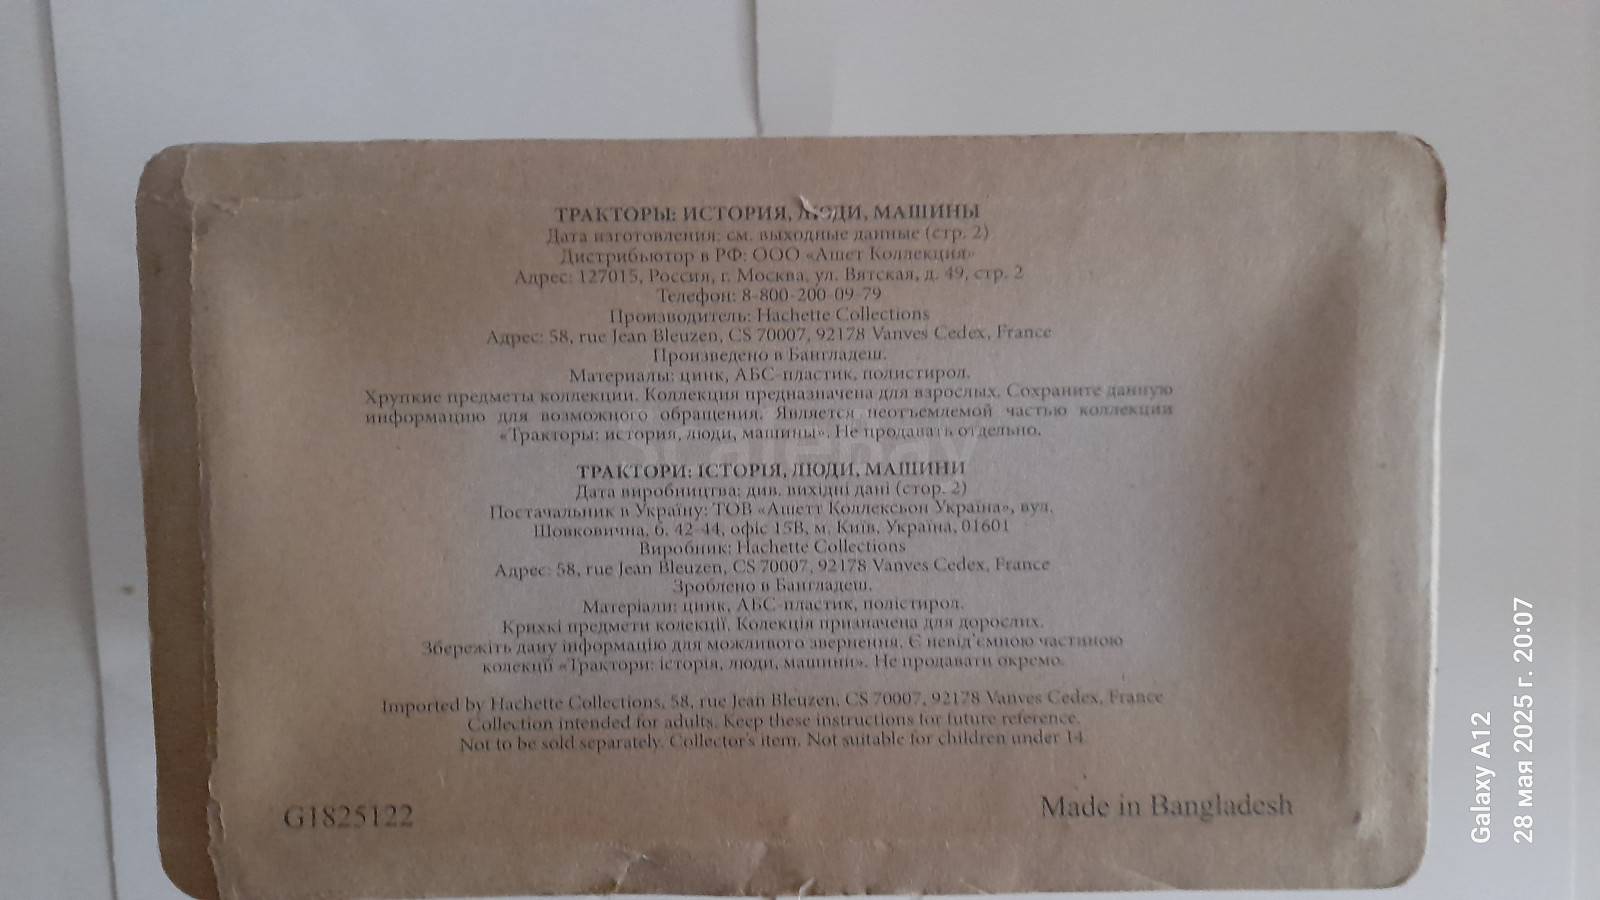 ТРАКТОРЫ: ИСТОРИЯ, ЛЮДИ, МАШИНЫ
Дата изготовления: см. выходные данные (стр. 2)
Дистрибьютор в РФ: ООО «Ашет Коллекция»
Адрес: 127015, Россия, г. Москва, ул. Вятская, д. 49, стр. 2
Телефон: 8-800-200-09-79
Производитель: Hachette Collections
Адрес: 58, rue Jean Bleuzen, CS 70007, 92178 Vanves Cedex, France
Произведено в Бангладеш.
Материалы: цинк, АБС-пластик, полистирол.
Хрупкие предметы коллекции. Коллекция предназначена для взрослых. Сохраните данную
информацию для возможного обращения. Является неотъемлемой частью коллекции
«Тракторы: история, люди, машины». Не продавать отдельно.
ТРАКТОРИ: ІСТОРІЯ, ЛЮДИ, МАШИНИ
Дата виробництва: див. вихідні дані (стор. 2)
Постачальник в Україну: ТОВ «Ашетт Коллексьон Україна», вул.
Шовковична, б. 42-44, офіс 15В, м. Київ, Україна, 01601
Виробник: Hachette Collections
Адрес: 58, rue Jean Bleuzen, CS 70007, 92178 Vanves Cedex, France
Зроблено в Бангладеш.
Матеріали: цинк, АБС-пластик, полістирол.
Крихкі предмети колекції. Колекція призначена для дорослих.
Збережіть дану інформацію для можливого звернення. Є невід'ємною частиною
колекції «Трактори: історія, люди, машини». Не продавати окремо.
Imported by Hachette Collections, 58, rue Jean Bleuzen, CS 70007, 92178 Vanves Cedex, France
Collection intended for adults. Keep these instructions for future reference.
Not to be sold separately. Collector's item. Not suitable for children under 14.
G1825122
Made in Bangladesh
Galaxy A12
28 мая 2025 г. 20:07